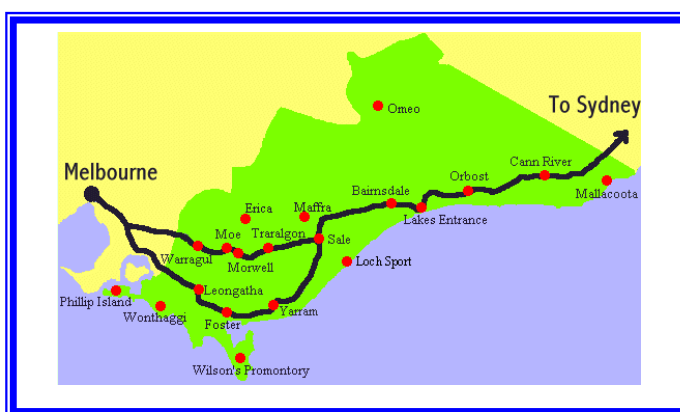 Omeo
To Sydney
Melbourne
Cann River
Orbost
Bairnsdale
Mallacoota
Erica
Maffra
Lakes Entrance
Moe
Traralgon
Sale
Warragul
Morwell
Loch Sport
Leongatha
Phillip Island
Wonthaggi
Foster
Yarram
Wilson's Promontory